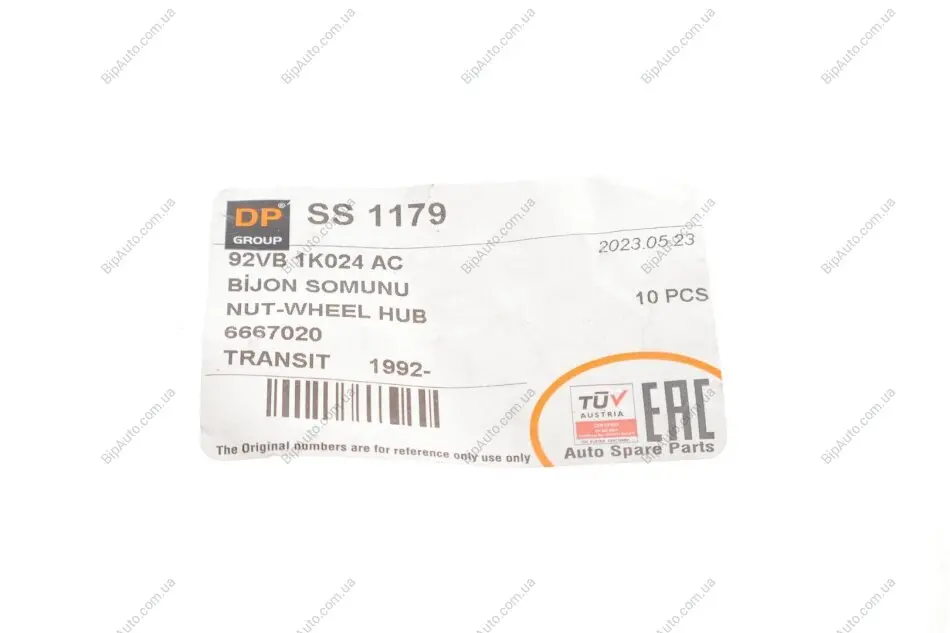 DP®
GROUP
SS 1179
2023.05.23
92VB 1K024 AC
BİJON SOMUNU
10 PCS
NUT-WHEEL HUB
6667020
TRANSIT 1992-
TÜV
AUSTRIA
EAC
Auto Spare Parts
The Original numbers are for reference only use only
BipAuto.com.ua